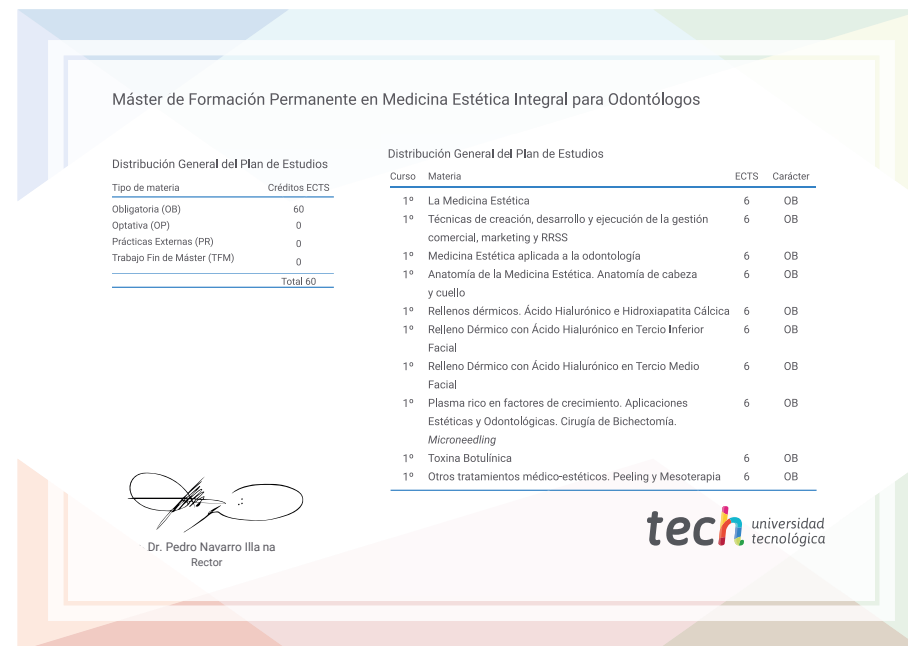 Máster de Formación Permanente en Medicina Estética Integral para Odontólogos
Distribución General del Plan de Estudios
Tipo de materia Créditos ECTS
Obligatoria (OB) 60
Optativa (OP) 0
Prácticas Externas (PR) 0
Trabajo Fin de Máster (TFM) 0
Total 60
Distribución General del Plan de Estudios
Curso Materia ECTS Carácter
1º La Medicina Estética 6 OB
1º Técnicas de creación, desarrollo y ejecución de la gestión 6 OB
comercial, marketing y RRSS
1º Medicina Estética aplicada a la odontología 6 OB
1º Anatomía de la Medicina Estética. Anatomía de cabeza 6 OB
y cuello
1º Rellenos dérmicos. Ácido Hialurónico e Hidroxiapatita Cálcica 6 OB
1º Relleno Dérmico con Ácido Hialurónico en Tercio Inferior 6 OB
Facial
1º Relleno Dérmico con Ácido Hialurónico en Tercio Medio 6 OB
Facial
1º Plasma rico en factores de crecimiento. Aplicaciones 6 OB
Estéticas y Odontológicas. Cirugía de Bichectomía.
Microneedling
1º Toxina Botulínica 6 OB
1º Otros tratamientos médico-estéticos. Peeling y Mesoterapia 6 OB
Dr. Pedro Navarro Illa na
Rector
tech universidad
tecnológica